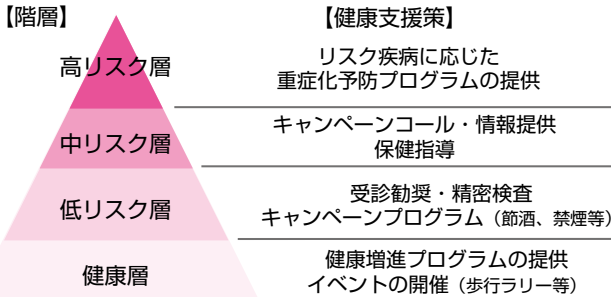 【階層】
【健康支援策】
高リスク層
リスク疾病に応じた
重症化予防プログラムの提供
中リスク層
キャンペーンコール・情報提供
保健指導
低リスク層
受診勧奨・精密検査
キャンペーンプログラム（節酒、禁煙等）
健康層
健康増進プログラムの提供
イベントの開催（歩行ラリー等）